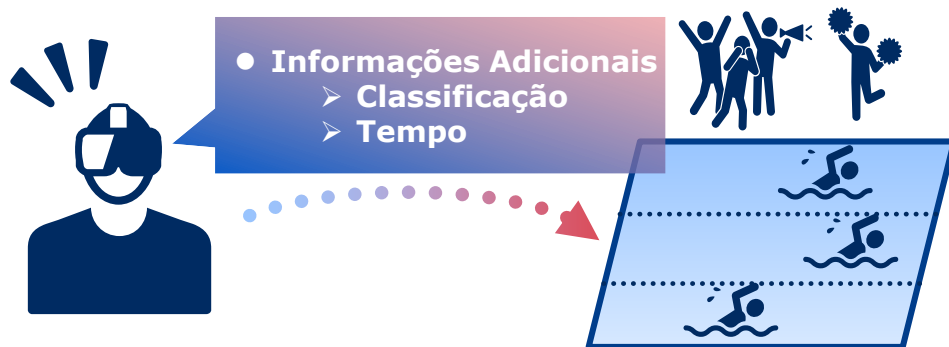 ● Informações Adicionais
➢ Classificação
➢ Tempo